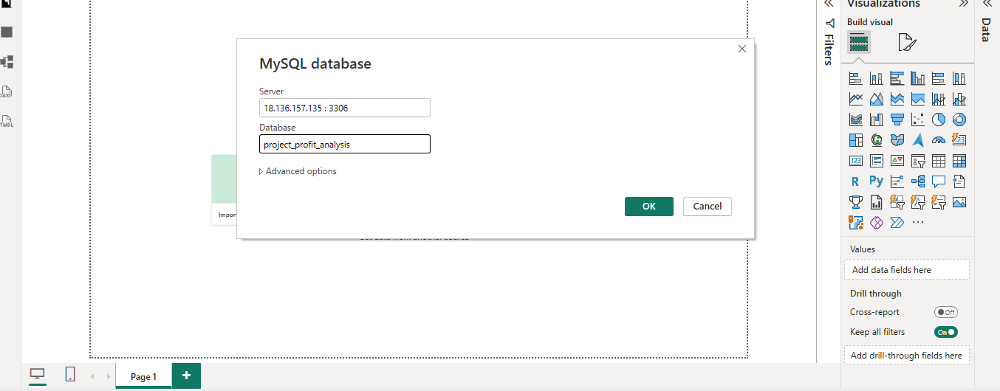 Visualizations
Build visual
Filters
Data
DAX
TMDL
MySQL database
Server
18.136.157.135 : 3306
Database
project_profit_analysis
Advanced options
OK
Cancel
Impor
123
123
R
Py
...
Values
Add data fields here
Drill through
Cross-report
Off
Keep all filters
On
Add drill-through fields here
Page 1
+